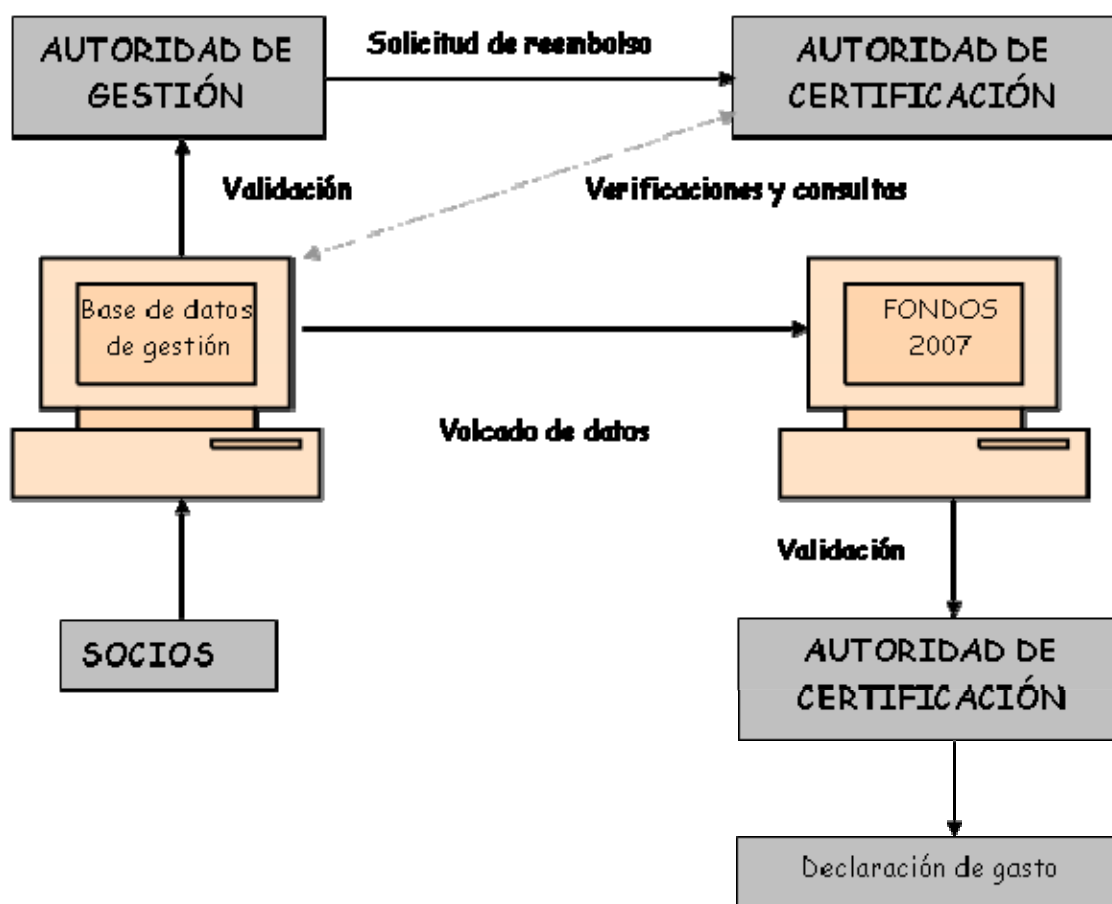 AUTORIDAD DE
GESTIÓN
Solicitud de reembolso
AUTORIDAD DE
CERTIFICACIÓN
Validación
Verificaciones y consultas
Base de datos
de gestión
FONDOS
2007
Volcado de datos
Validación
SOCIOS
AUTORIDAD DE
CERTIFICACIÓN
Declaración de gasto